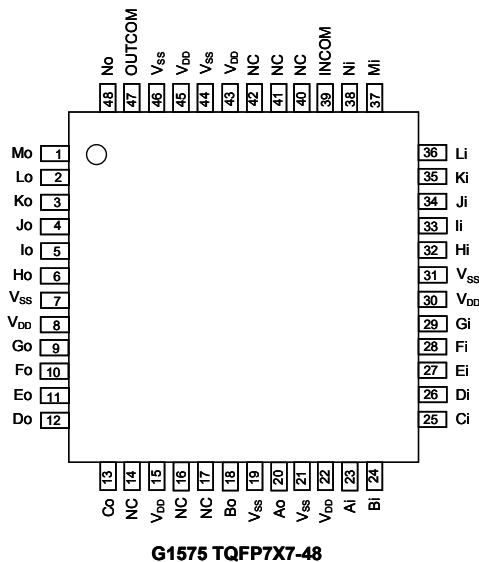 No OUTCOM VSS VDD VSS VDD NC NC NC INCOM Ni Mi
48 47 46 45 44 43 42 41 40 39 38 37
Mo 1 36 Li
Lo 2 35 Ki
Ko 3 34 Ji
Jo 4 33 Ii
Io 5 32 Hi
Ho 6 31 VSS
VSS 7 30 VDD
VDD 8 29 Gi
Go 9 28 Fi
Fo 10 27 Ei
Eo 11 26 Di
Do 12 25 Ci
13 14 15 16 17 18 19 20 21 22 23 24
Co NC VDD NC NC Bo VSS Ao VSS VDD Ai Bi
G1575 TQFP7X7-48